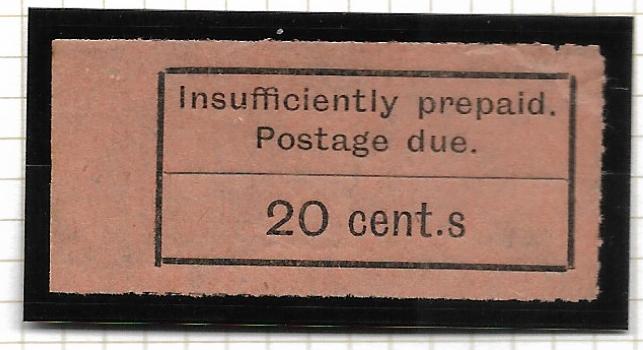 Insufficiently prepaid.
Postage due.
20 cent.s